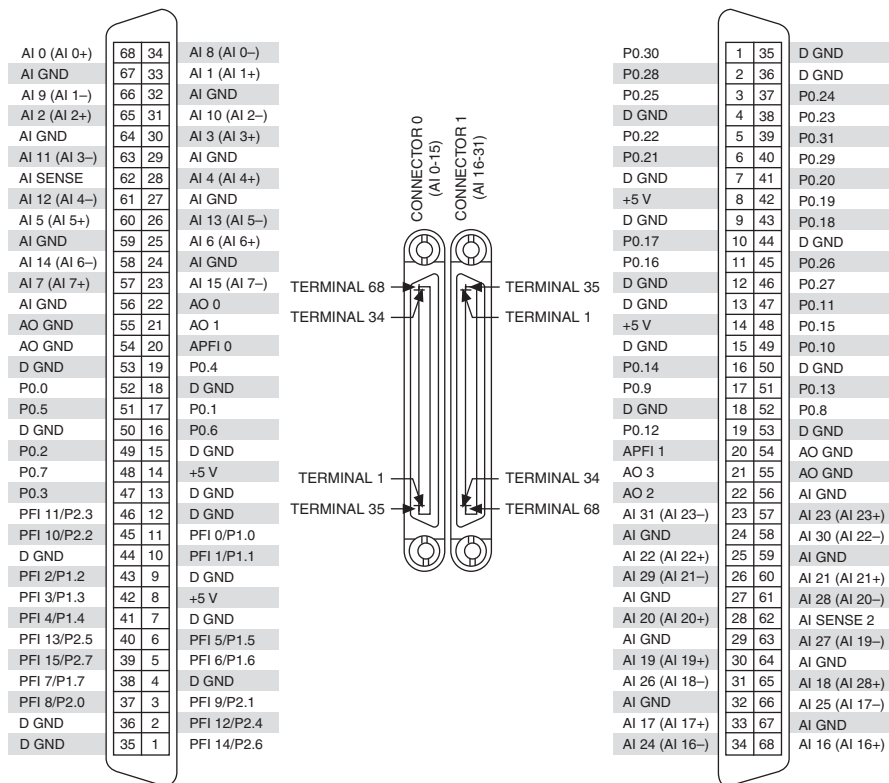 AI 0 (AI 0+) 68 34 AI 8 (AI 0–)
AI GND 67 33 AI 1 (AI 1+)
AI 9 (AI 1–) 66 32 AI GND
AI 2 (AI 2+) 65 31 AI 10 (AI 2–)
AI GND 64 30 AI 3 (AI 3+)
AI 11 (AI 3–) 63 29 AI GND
AI SENSE 62 28 AI 4 (AI 4+)
AI 12 (AI 4–) 61 27 AI GND
AI 5 (AI 5+) 60 26 AI 13 (AI 5–)
AI GND 59 25 AI 6 (AI 6+)
AI 14 (AI 6–) 58 24 AI GND
AI 7 (AI 7+) 57 23 AI 15 (AI 7–)
AI GND 56 22 AO 0
AO GND 55 21 AO 1
AO GND 54 20 APFI 0
D GND 53 19 P0.4
P0.0 52 18 D GND
P0.5 51 17 P0.1
D GND 50 16 P0.6
P0.2 49 15 D GND
P0.7 48 14 +5 V
P0.3 47 13 D GND
PFI 11/P2.3 46 12 D GND
PFI 10/P2.2 45 11 PFI 0/P1.0
D GND 44 10 PFI 1/P1.1
PFI 2/P1.2 43 9 D GND
PFI 3/P1.3 42 8 +5 V
PFI 4/P1.4 41 7 D GND
PFI 13/P2.5 40 6 PFI 5/P1.5
PFI 15/P2.7 39 5 PFI 6/P1.6
PFI 7/P1.7 38 4 D GND
PFI 8/P2.0 37 3 PFI 9/P2.1
D GND 36 2 PFI 12/P2.4
D GND 35 1 PFI 14/P2.6
CONNECTOR 0
(AI 0-15)
CONNECTOR 1
(AI 16-31)
TERMINAL 68
TERMINAL 35
TERMINAL 34
TERMINAL 1
TERMINAL 1
TERMINAL 34
TERMINAL 35
TERMINAL 68
P0.30 1 35 D GND
P0.28 2 36 D GND
P0.25 3 37 P0.24
D GND 4 38 P0.23
P0.22 5 39 P0.31
P0.21 6 40 P0.29
D GND 7 41 P0.20
+5 V 8 42 P0.19
D GND 9 43 P0.18
P0.17 10 44 D GND
P0.16 11 45 P0.26
D GND 12 46 P0.27
D GND 13 47 P0.11
+5 V 14 48 P0.15
D GND 15 49 P0.10
P0.14 16 50 D GND
P0.9 17 51 P0.13
D GND 18 52 P0.8
P0.12 19 53 D GND
APFI 1 20 54 AO GND
AO 3 21 55 AO GND
AO 2 22 56 AI GND
AI 31 (AI 23–) 23 57 AI 23 (AI 23+)
AI GND 24 58 AI 30 (AI 22–)
AI 22 (AI 22+) 25 59 AI GND
AI 29 (AI 21–) 26 60 AI 21 (AI 21+)
AI GND 27 61 AI 28 (AI 20–)
AI 20 (AI 20+) 28 62 AI SENSE 2
AI GND 29 63 AI 27 (AI 19–)
AI 19 (AI 19+) 30 64 AI GND
AI 26 (AI 18–) 31 65 AI 18 (AI 28+)
AI GND 32 66 AI 25 (AI 17–)
AI 17 (AI 17+) 33 67 AI GND
AI 24 (AI 16–) 34 68 AI 16 (AI 16+)